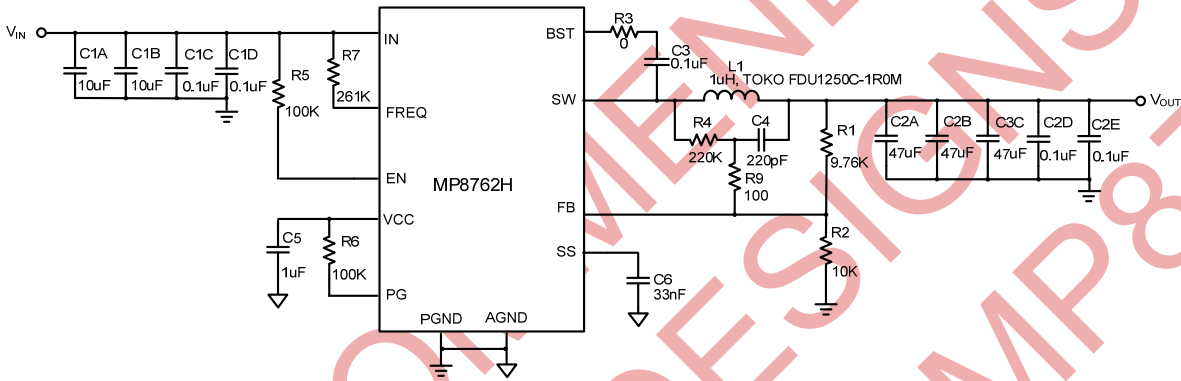 VIN
C1A
10uF
C1B
10uF
C1C
0.1uF
C1D
0.1uF
R5
100K
R7
261K
IN
FREQ
EN
VCC
PG
PGND
AGND
MP8762H
BST
SW
FB
SS
C5
1uF
R6
100K
R3
0
C3
0.1uF
L1
1uH, TOKO FDU1250C-1R0M
R4
220K
C4
220pF
R9
100
R1
9.76K
R2
10K
C6
33nF
C2A
47uF
C2B
47uF
C3C
47uF
C2D
0.1uF
C2E
0.1uF
VOUT
OMMEN
DESIGNS
MP8-